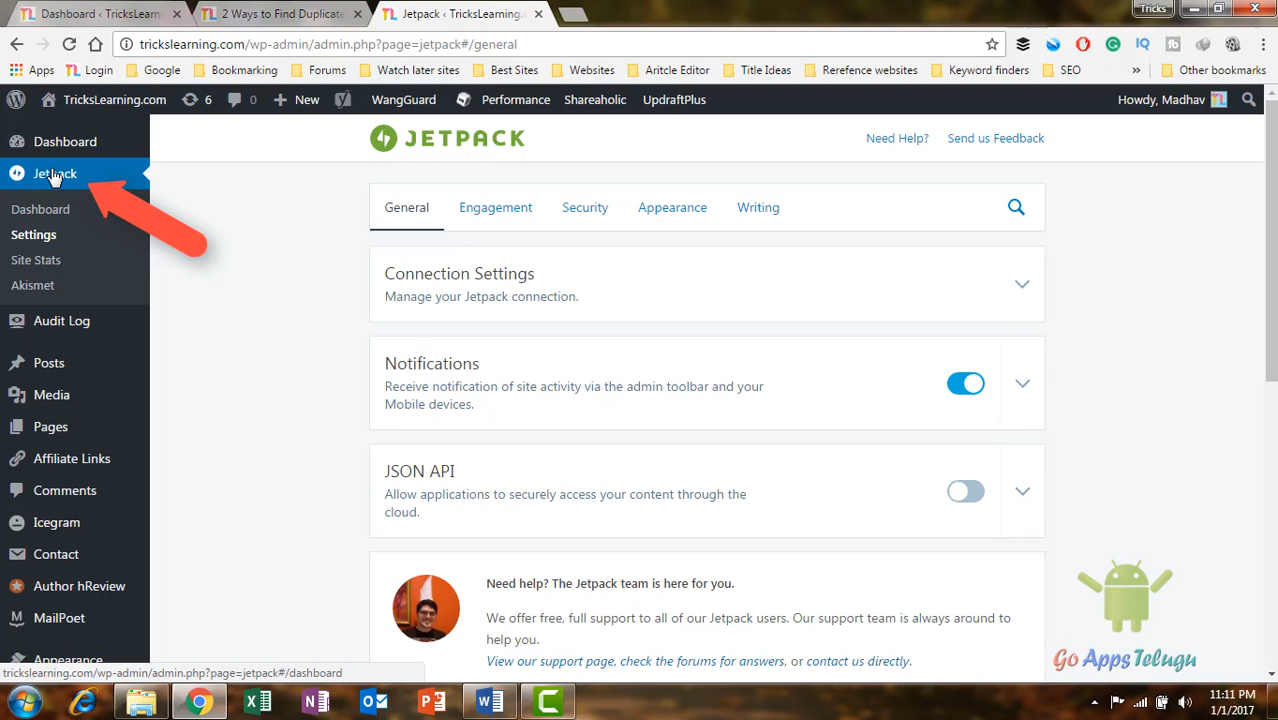 Dashboard ‹ TricksLearn
2 Ways to Find Duplicate
Jetpack ‹ TricksLearning.
Tricks
trickslearning.com/wp-admin/admin.php?page=jetpack#/general
Apps
Login
Google
Bookmarking
Forums
Watch later sites
Best Sites
Websites
Aritcle Editor
Title Ideas
Rerefence websites
Keyword finders
SEO
»
Other bookmarks
TricksLearning.com
6
0
New
WangGuard
Performance
Shareaholic
UpdraftPlus
Howdy, Madhav
Dashboard
Jetpack
Dashboard
Settings
Site Stats
Akismet
Audit Log
Posts
Media
Pages
Affiliate Links
Comments
Icegram
Contact
Author hReview
MailPoet
Appearance
JETPACK
Need Help?
Send us Feedback
General
Engagement
Security
Appearance
Writing
Connection Settings
Manage your Jetpack connection.
Notifications
Receive notification of site activity via the admin toolbar and your
Mobile devices.
JSON API
Allow applications to securely access your content through the
cloud.
Need help? The Jetpack team is here for you.
We offer free, full support to all of our Jetpack users. Our support team is always around to
help you.
View our support page, check the forums for answers, or contact us directly.
Go AppsTelugu
trickslearning.com/wp-admin/admin.php?page=jetpack#/dashboard
11:11 PM
1/1/2017